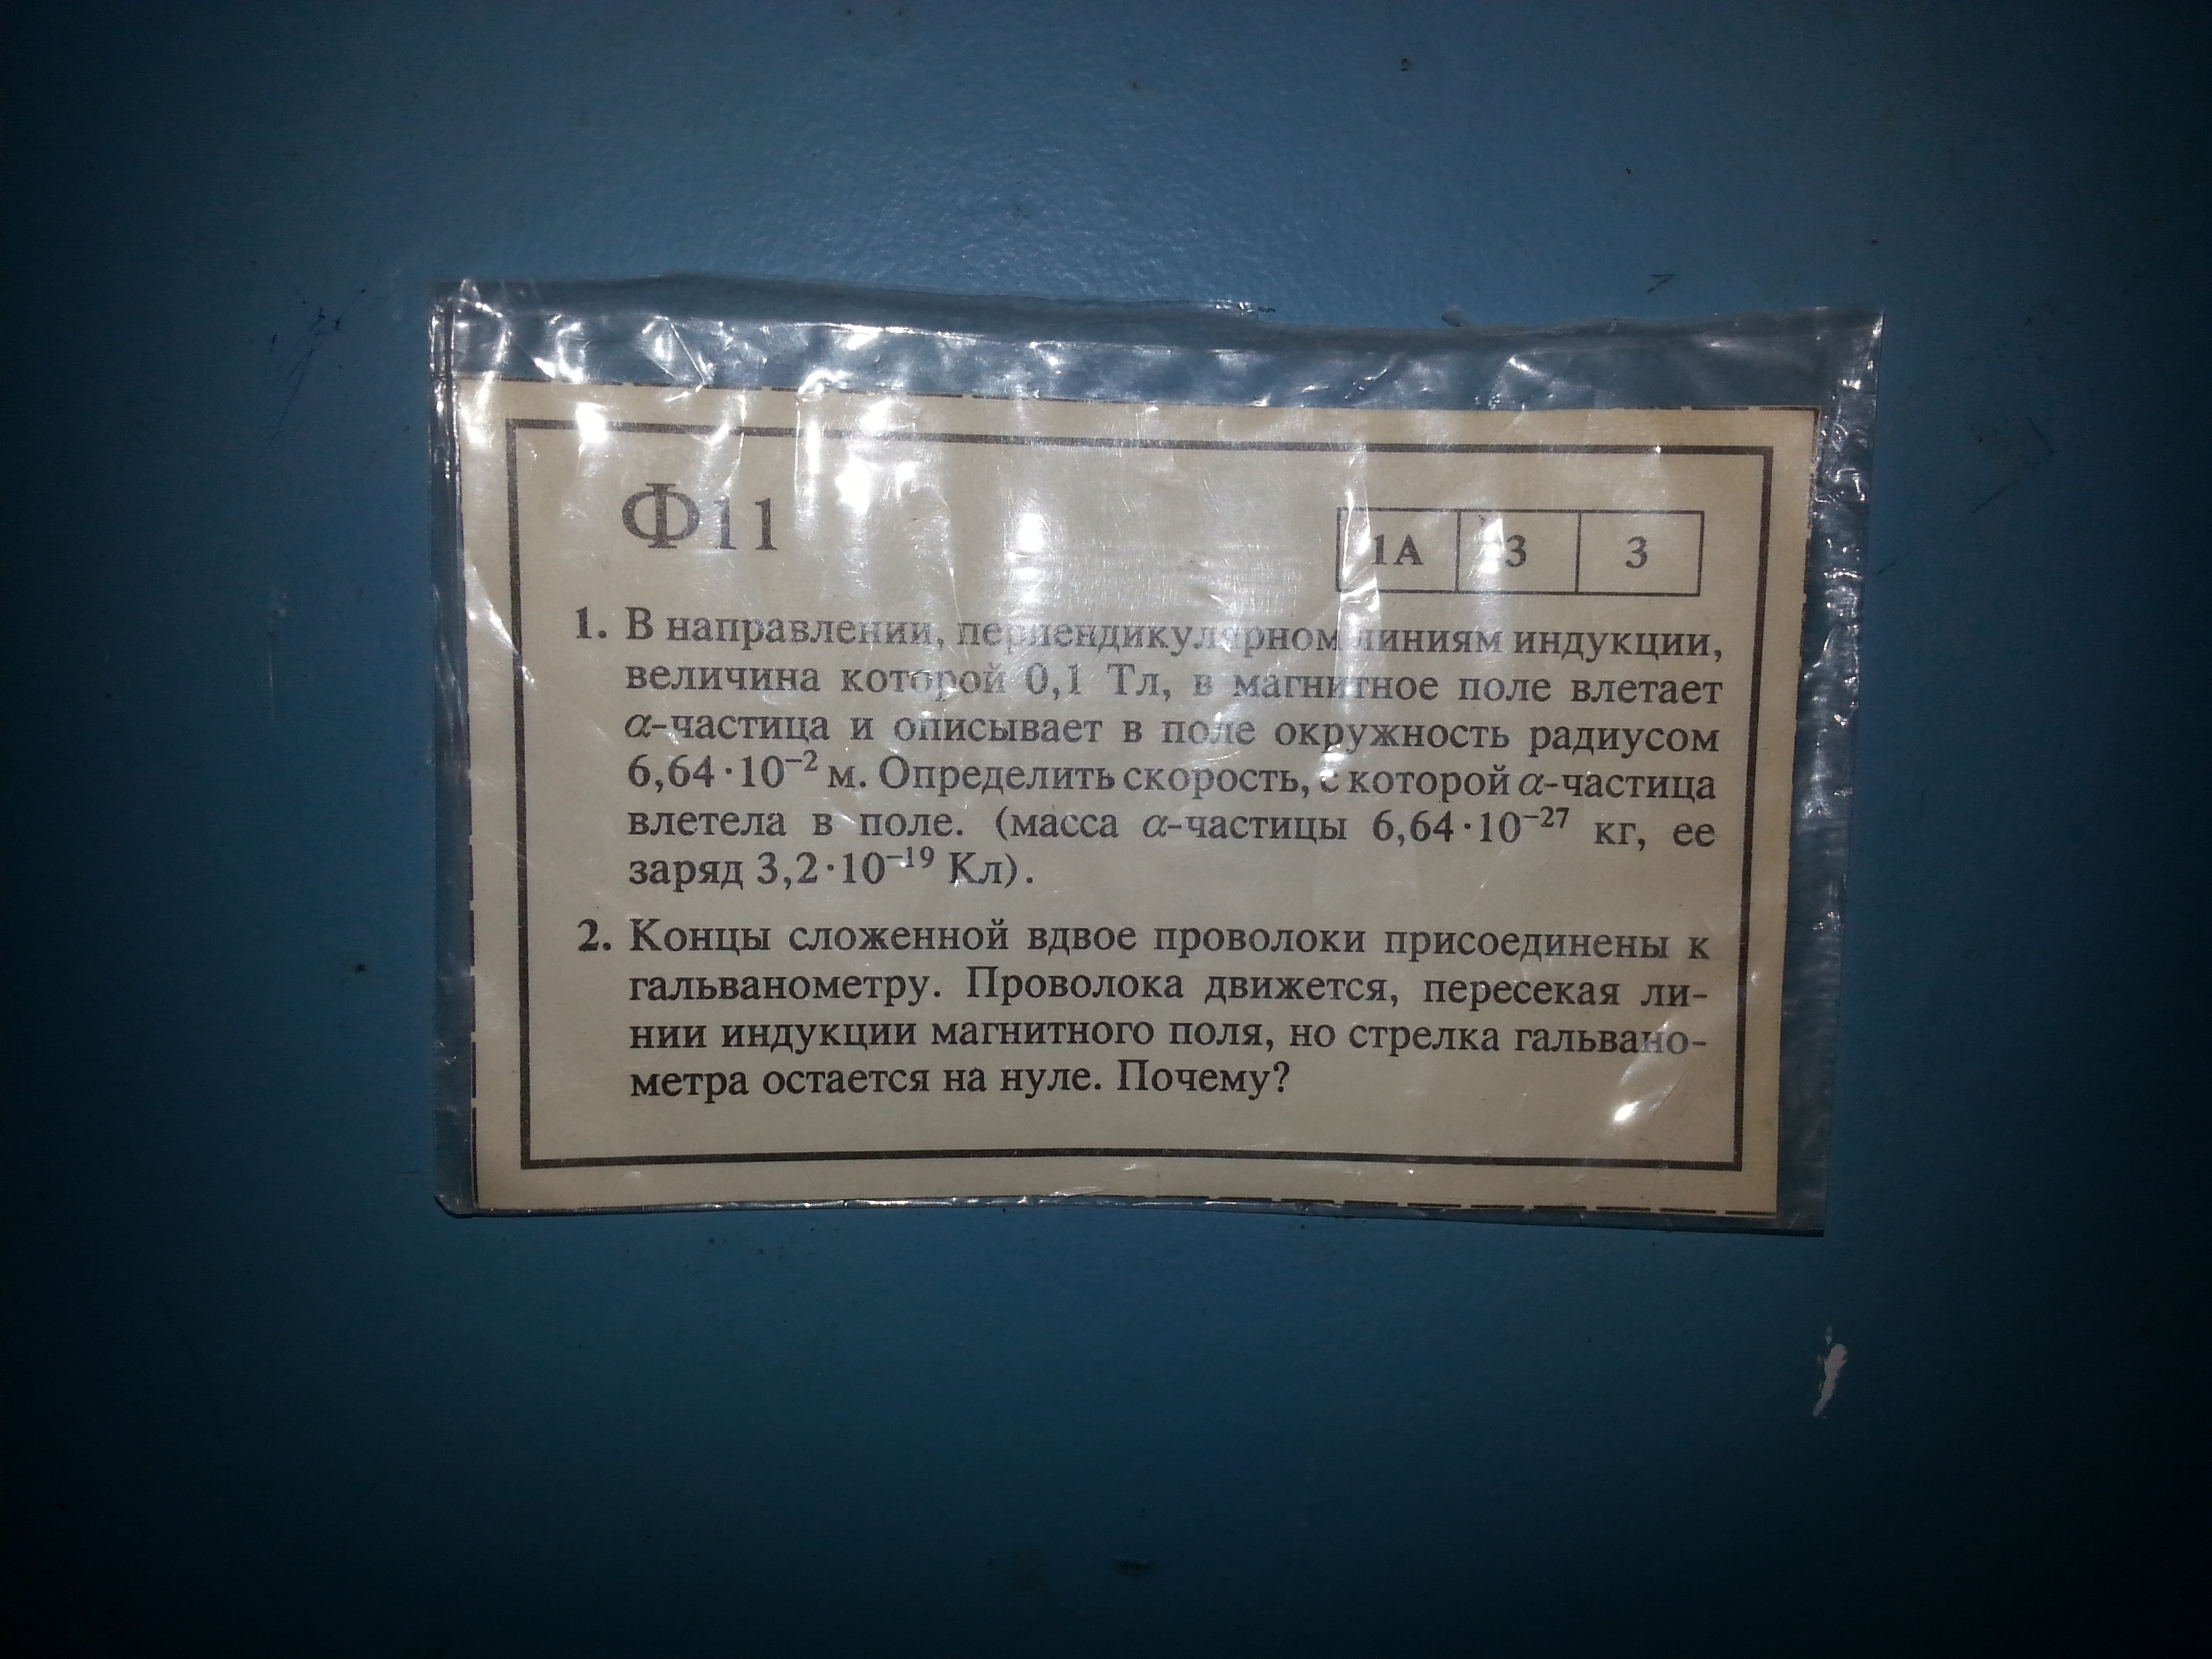 Ф11
1А 3 3
1. В направлении, перпендикулярном линиям индукции,
величина которой 0,1 Тл, в магнитное поле влетает
α-частица и описывает в поле окружность радиусом
6,64·10⁻² м. Определить скорость, с которой α-частица
влетела в поле. (масса α-частицы 6,64·10⁻²⁷ кг, ее
заряд 3,2·10⁻¹⁹ Кл).
2. Концы сложенной вдвое проволоки присоединены к
гальванометру. Проволока движется, пересекая ли-
нии индукции магнитного поля, но стрелка гальвано-
метра остается на нуле. Почему?